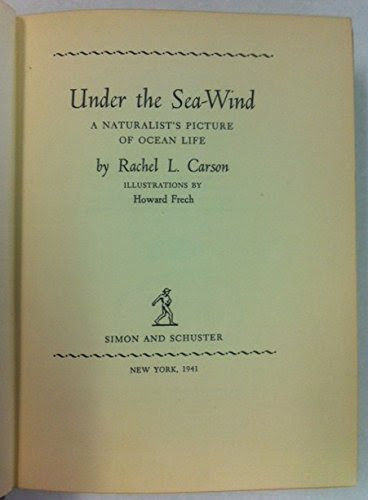 Under the Sea-Wind
A NATURALIST'S PICTURE
OF OCEAN LIFE
by Rachel L. Carson
ILLUSTRATIONS BY
Howard Frech
SIMON AND SCHUSTER
NEW YORK, 1941